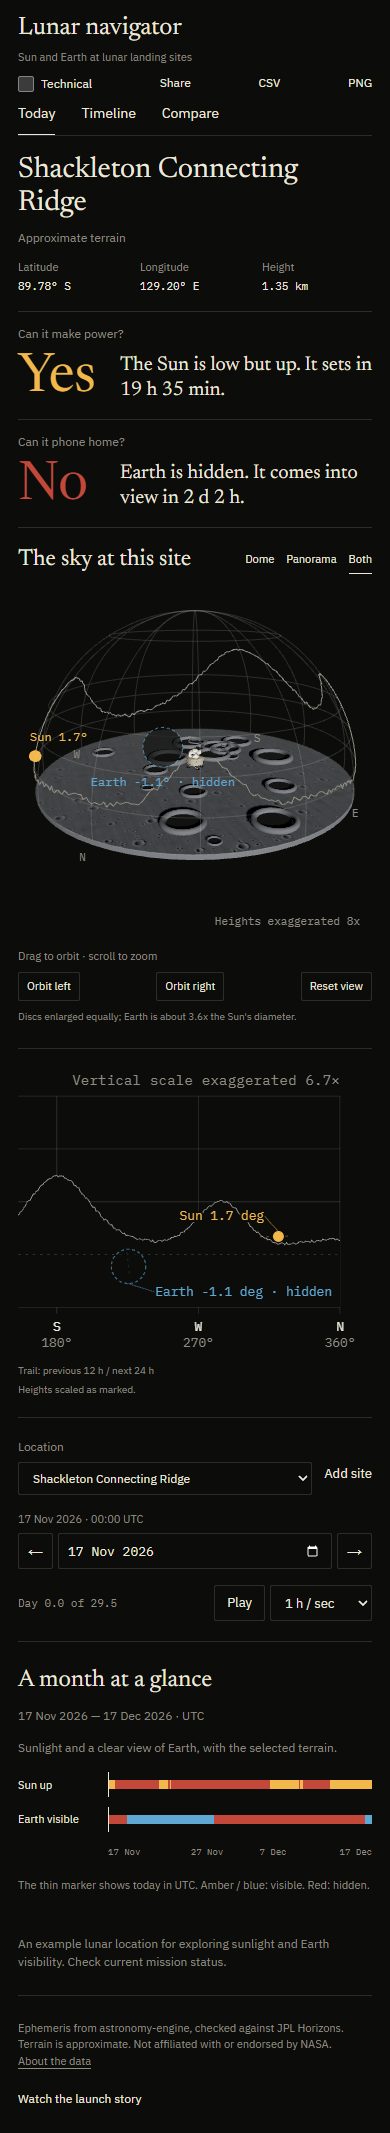 Lunar navigator
Sun and Earth at lunar landing sites
Technical
Share
CSV
PNG
Today
Timeline
Compare
Shackleton Connecting
Ridge
Approximate terrain
Latitude
Longitude
Height
89.78° S
129.20° E
1.35 km
Can it make power?
Yes
The Sun is low but up. It sets in
19 h 35 min.
Can it phone home?
No
Earth is hidden. It comes into
view in 2 d 2 h.
The sky at this site
Dome
Panorama
Both
Sun 1.7°
W
S
Earth -1.1° · hidden
E
N
Heights exaggerated 8x
Drag to orbit · scroll to zoom
Orbit left
Orbit right
Reset view
Discs enlarged equally; Earth is about 3.6x the Sun's diameter.
Vertical scale exaggerated 6.7×
Sun 1.7 deg
Earth -1.1 deg · hidden
S
W
N
180°
270°
360°
Trail: previous 12 h / next 24 h
Heights scaled as marked.
Location
Shackleton Connecting Ridge
Add site
17 Nov 2026 · 00:00 UTC
←
17 Nov 2026
→
Day 0.0 of 29.5
Play
1 h / sec
A month at a glance
17 Nov 2026 — 17 Dec 2026 · UTC
Sunlight and a clear view of Earth, with the selected terrain.
Sun up
Earth visible
17 Nov
27 Nov
7 Dec
17 Dec
The thin marker shows today in UTC. Amber / blue: visible. Red: hidden.
An example lunar location for exploring sunlight and Earth
visibility. Check current mission status.
Ephemeris from astronomy-engine, checked against JPL Horizons.
Terrain is approximate. Not affiliated with or endorsed by NASA.
About the data
Watch the launch story